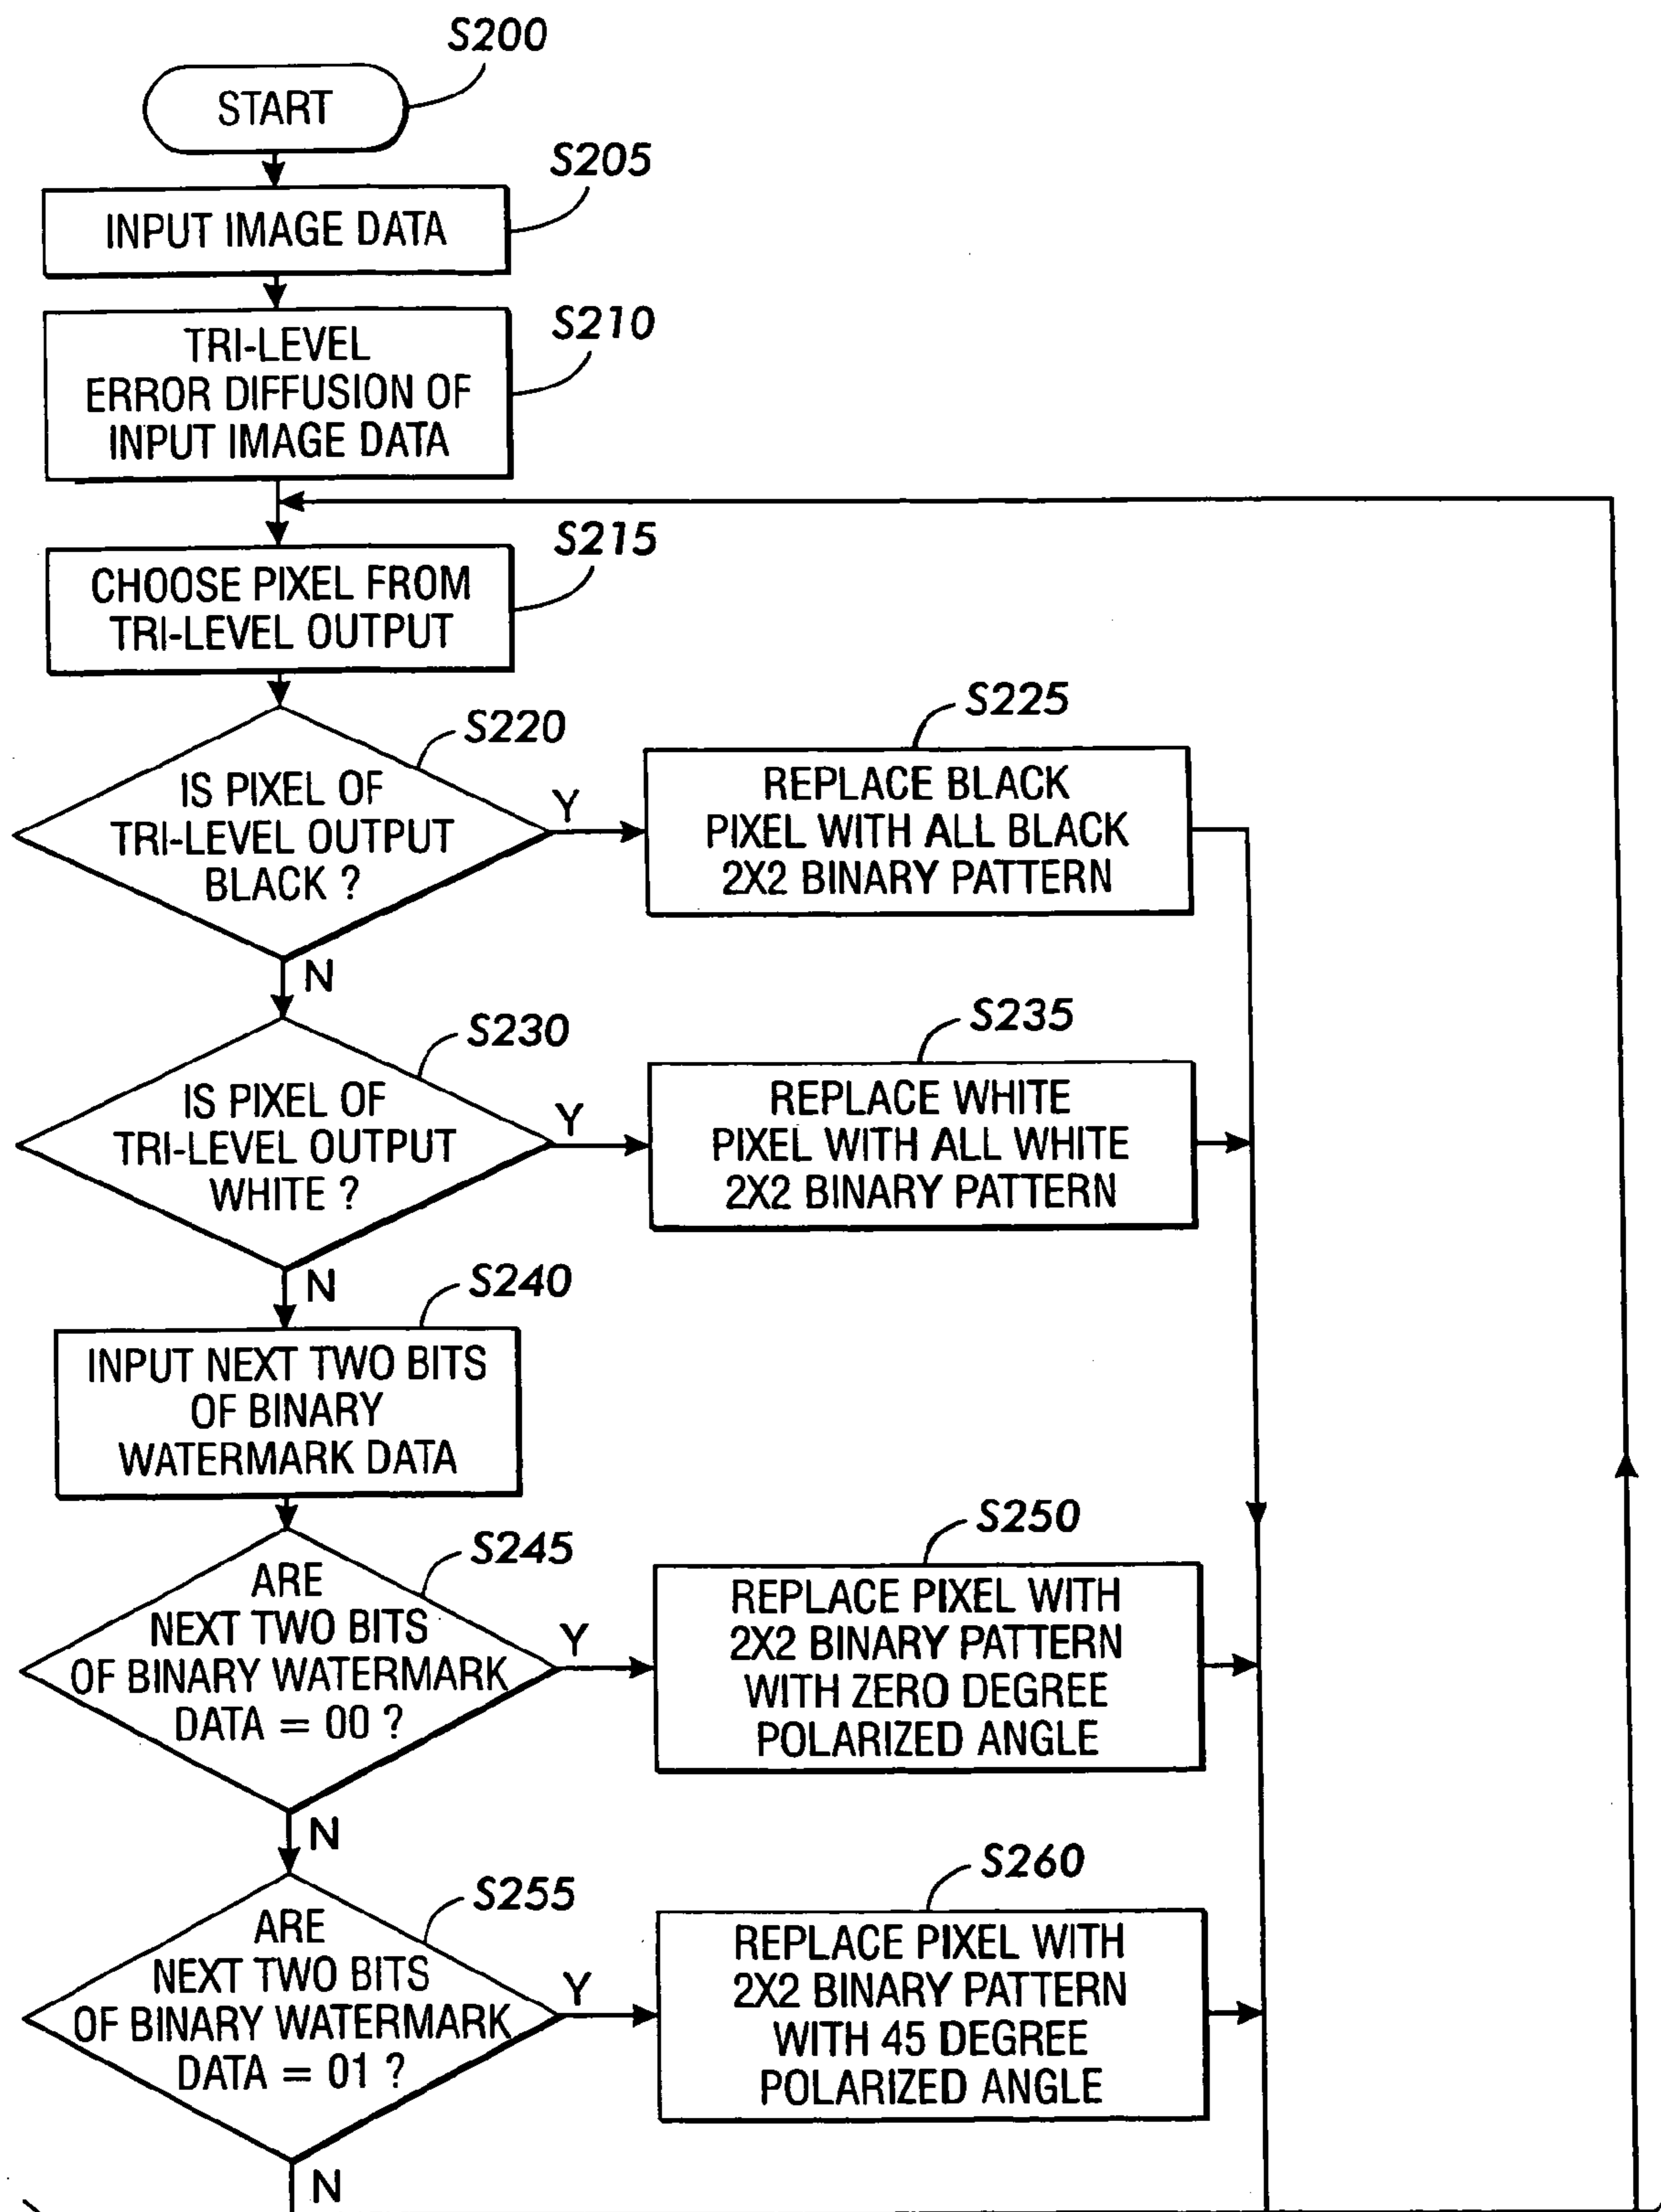 S200
START
S205
INPUT IMAGE DATA
S210
TRI-LEVEL
ERROR DIFFUSION OF
INPUT IMAGE DATA
S215
CHOOSE PIXEL FROM
TRI-LEVEL OUTPUT
S220
IS PIXEL OF
TRI-LEVEL OUTPUT
BLACK ?
Y
N
S225
REPLACE BLACK
PIXEL WITH ALL BLACK
2X2 BINARY PATTERN
S230
IS PIXEL OF
TRI-LEVEL OUTPUT
WHITE ?
Y
N
S235
REPLACE WHITE
PIXEL WITH ALL WHITE
2X2 BINARY PATTERN
S240
INPUT NEXT TWO BITS
OF BINARY
WATERMARK DATA
S245
ARE
NEXT TWO BITS
OF BINARY WATERMARK
DATA = 00 ?
Y
N
S250
REPLACE PIXEL WITH
2X2 BINARY PATTERN
WITH ZERO DEGREE
POLARIZED ANGLE
S255
ARE
NEXT TWO BITS
OF BINARY WATERMARK
DATA = 01 ?
Y
N
S260
REPLACE PIXEL WITH
2X2 BINARY PATTERN
WITH 45 DEGREE
POLARIZED ANGLE